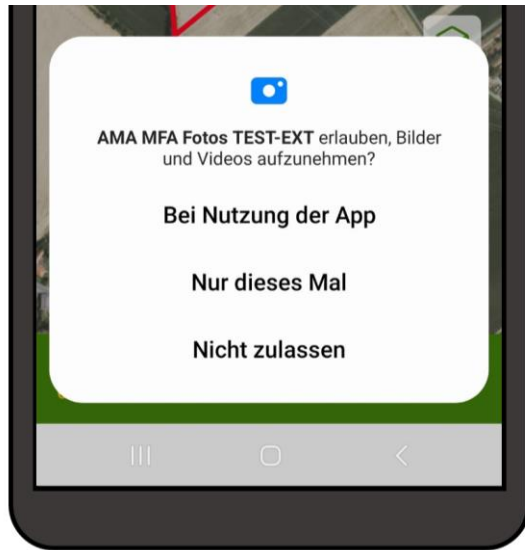 AMA MFA Fotos TEST-EXT erlauben, Bilder
und Videos aufzunehmen?
Bei Nutzung der App
Nur dieses Mal
Nicht zulassen